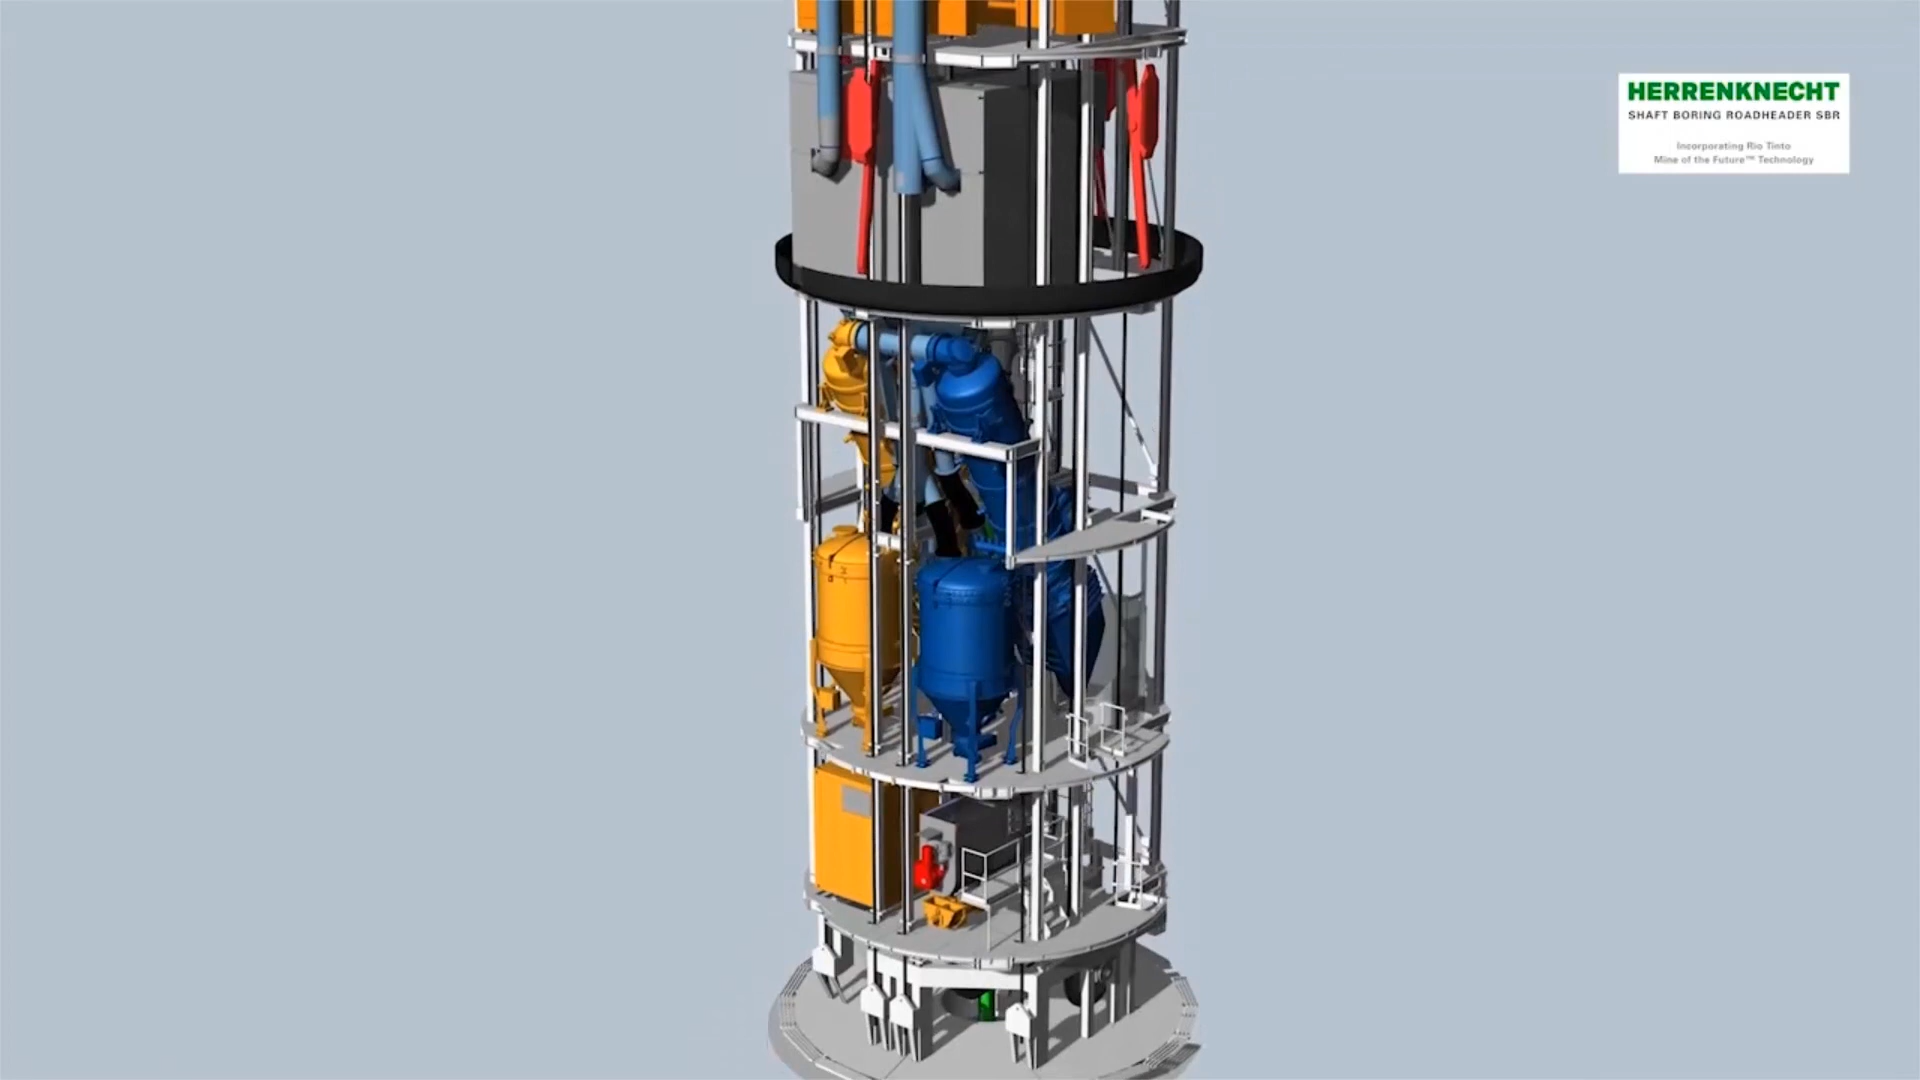 HERRENKNECHT
SHAFT BORING ROADHEADER SBR
Incorporating Rio Tinto
Mine of the Future™ Technology